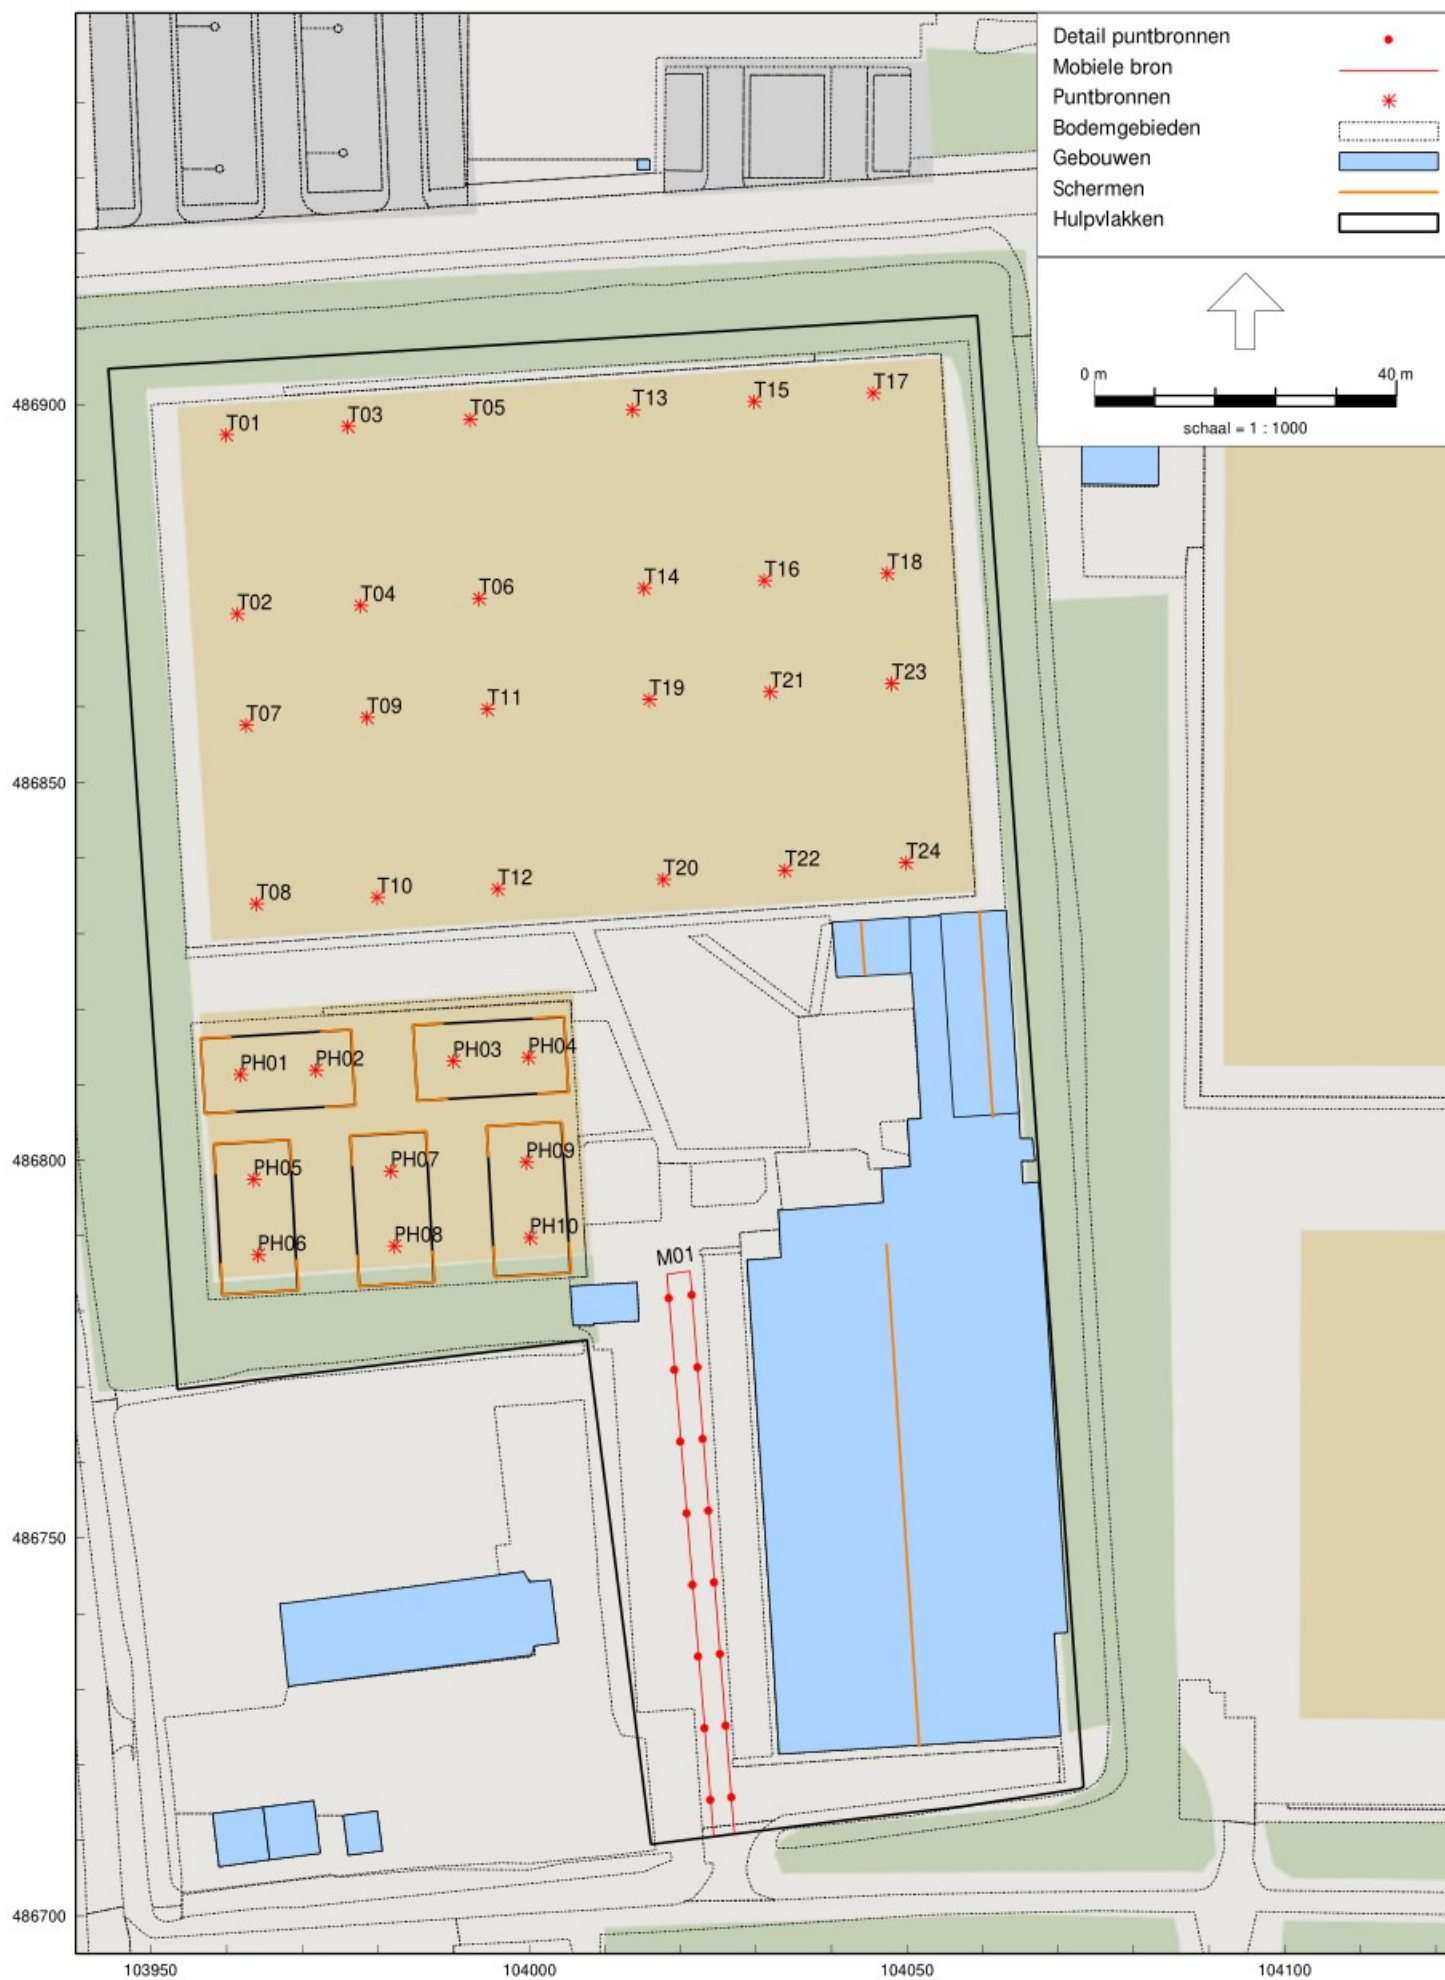 Detail puntbronnen
Mobiele bron
Puntbronnen
Bodemgebieden
Gebouwen
Schermen
Hulpvlakken
0 m 40 m
schaal = 1 : 1000
486900
T01 T03 T05 T13 T15 T17
T02 T04 T06 T14 T16 T18
T07 T09 T11 T19 T21 T23
486850
T08 T10 T12 T20 T22 T24
PH01 PH02 PH03 PH04
486800
PH05 PH07 PH09
PH06 PH08 PH10
M01
486750
486700
103950 104000 104050 104100